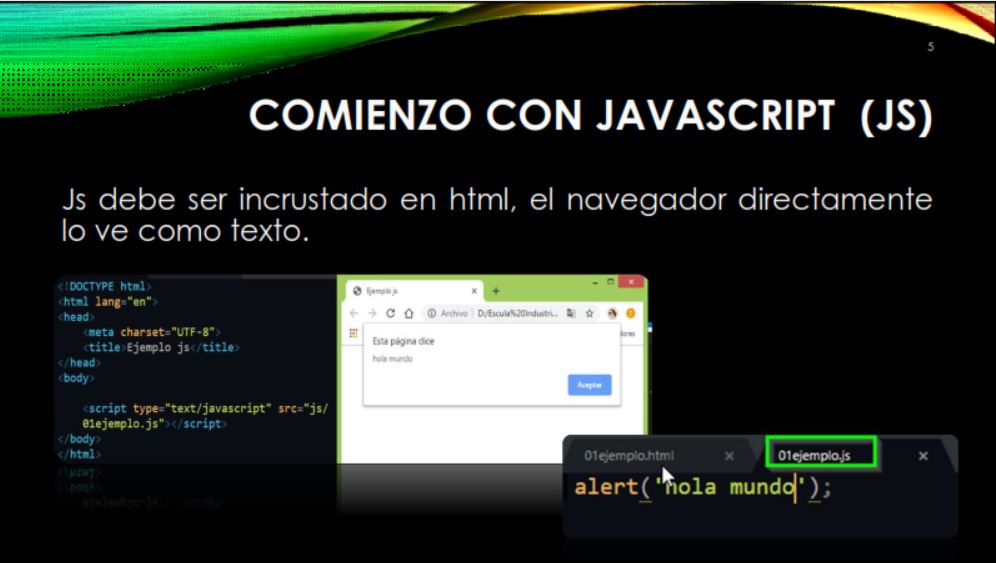 5
COMIENZO CON JAVASCRIPT (JS)
Js debe ser incrustado en html, el navegador directamente
lo ve como texto.
<!DOCTYPE html>
<html lang="en">
<head>
<meta charset="UTF-8">
<title>Ejemplo js</title>
</head>
<body>
<script type="text/javascript" src="js/
01ejemplo.js"></script>
</body>
</html>
Ejemplo js
Archivo D:/Escula%20Industri...
Esta página dice
hola mundo
Aceptar
01ejemplo.html
01ejemplo.js
alert('hola mundo');